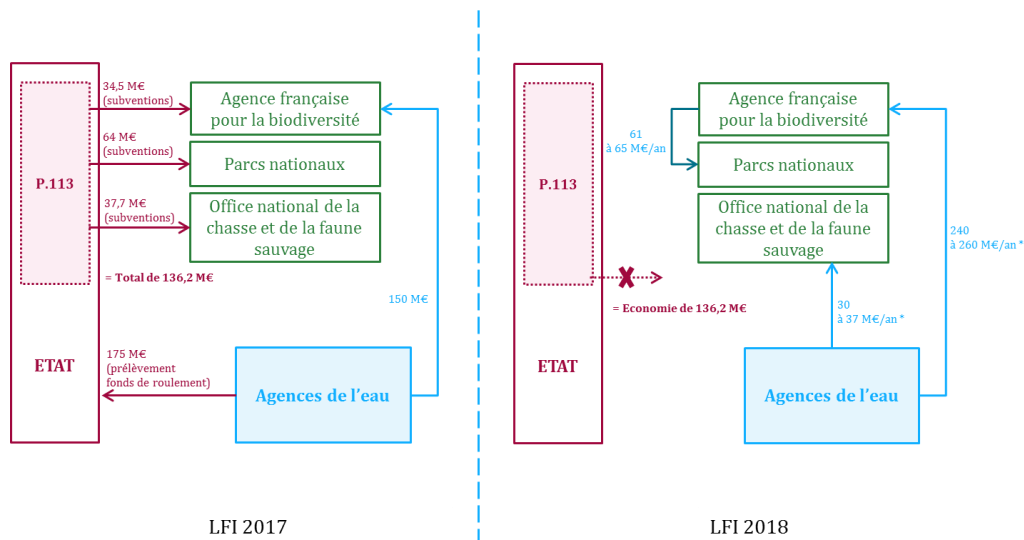 34,5 M€
(subventions)
Agence française
pour la biodiversité
64 M€
(subventions)
Parcs nationaux
P.113
37,7 M€
(subventions)
Office national de la
chasse et de la faune
sauvage
= Total de 136,2 M€
150 M€
ETAT
175 M€
(prélèvement
fonds de roulement)
Agences de l'eau
LFI 2017
Agence française
pour la biodiversité
61
à 65 M€/an
Parcs nationaux
P.113
Office national de la
chasse et de la faune
sauvage
240
à 260 M€/an *
X
= Economie de 136,2 M€
30
à 37 M€/an *
ETAT
Agences de l'eau
LFI 2018